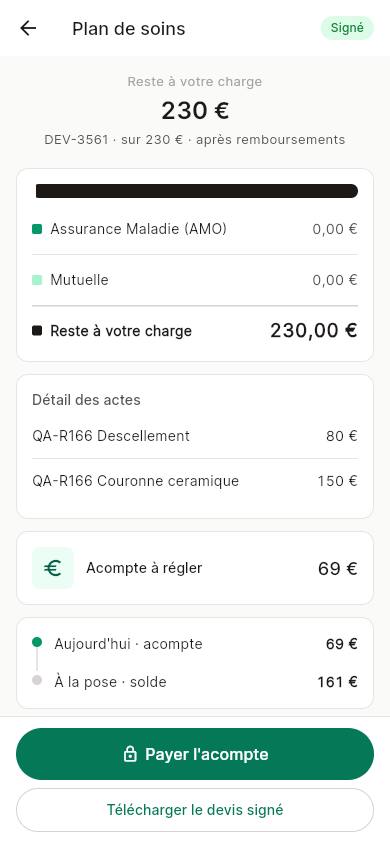 Plan de soins
Signé
Reste à votre charge
230 €
DEV-3561 · sur 230 € · après remboursements
Assurance Maladie (AMO) 0,00 €
Mutuelle 0,00 €
Reste à votre charge 230,00 €
Détail des actes
QA-R166 Descellement 80 €
QA-R166 Couronne ceramique 150 €
€ Acompte à régler 69 €
Aujourd'hui · acompte 69 €
À la pose · solde 161 €
Payer l'acompte
Télécharger le devis signé